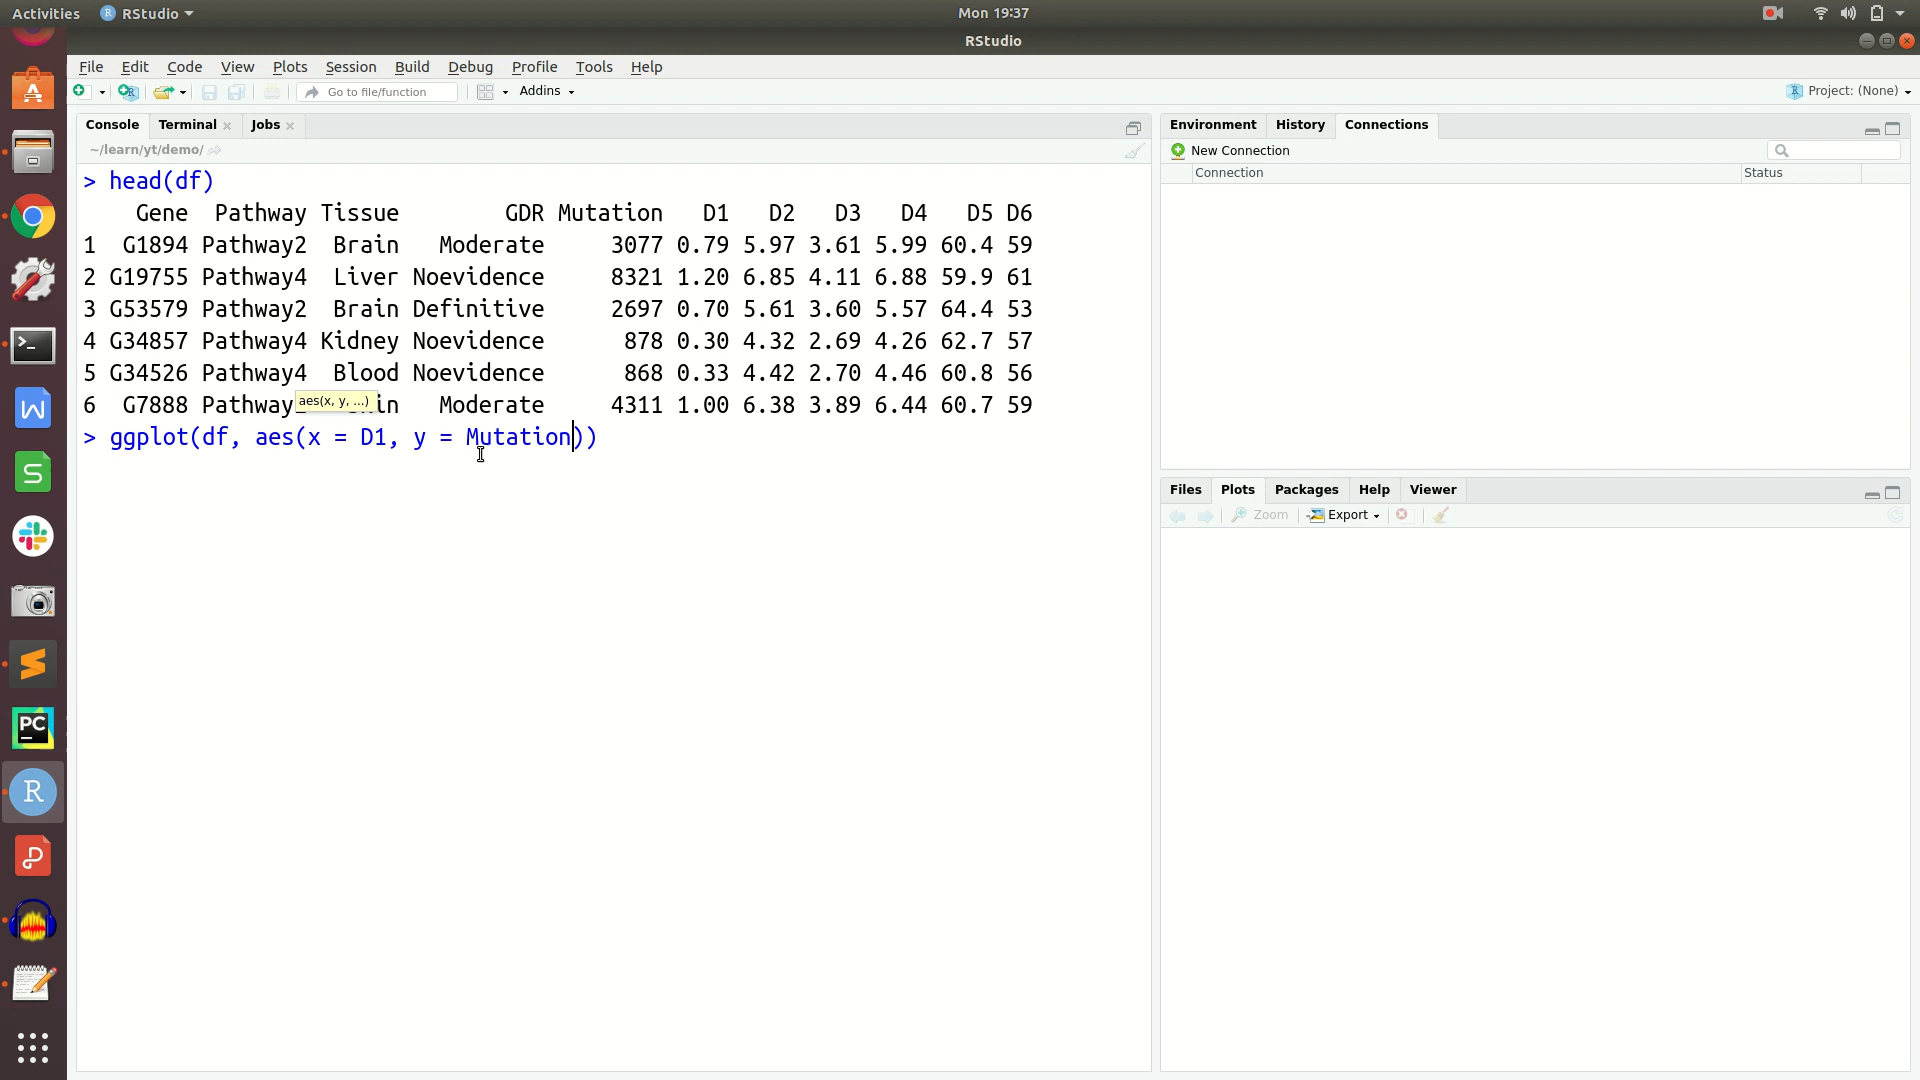 Activities RStudio Mon 19:37
RStudio
File Edit Code View Plots Session Build Debug Profile Tools Help
Go to file/function Addins Project: (None)
Console Terminal Jobs
~/learn/yt/demo/
> head(df)
Gene Pathway Tissue GDR Mutation D1 D2 D3 D4 D5 D6
1 G1894 Pathway2 Brain Moderate 3077 0.79 5.97 3.61 5.99 60.4 59
2 G19755 Pathway4 Liver Noevidence 8321 1.20 6.85 4.11 6.88 59.9 61
3 G53579 Pathway2 Brain Definitive 2697 0.70 5.61 3.60 5.57 64.4 53
4 G34857 Pathway4 Kidney Noevidence 878 0.30 4.32 2.69 4.26 62.7 57
5 G34526 Pathway4 Blood Noevidence 868 0.33 4.42 2.70 4.46 60.8 56
aes(x, y, ...)
6 G7888 Moderate 4311 1.00 6.38 3.89 6.44 60.7 59
> ggplot(df, aes(x = D1, y = Mutation))
Environment History Connections
New Connection
Connection Status
Files Plots Packages Help Viewer
Zoom Export
W
S
PC
R